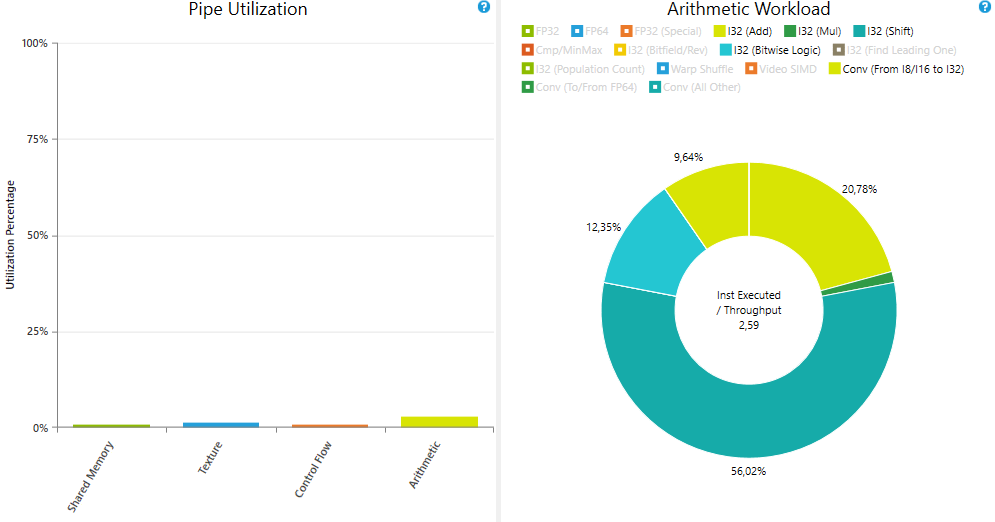 Pipe Utilization
?
100%
75%
50%
25%
0%
Utilization Percentage
Shared Memory
Texture
Control Flow
Arithmetic
Arithmetic Workload
?
FP32 FP64 FP32 (Special) I32 (Add) I32 (Mul) I32 (Shift)
Cmp/MinMax I32 (Bitfield/Rev) I32 (Bitwise Logic) I32 (Find Leading One)
I32 (Population Count) Warp Shuffle Video SIMD Conv (From I8/I16 to I32)
Conv (To/From FP64) Conv (All Other)
9,64%
20,78%
12,35%
Inst Executed
/ Throughput
2,59
56,02%